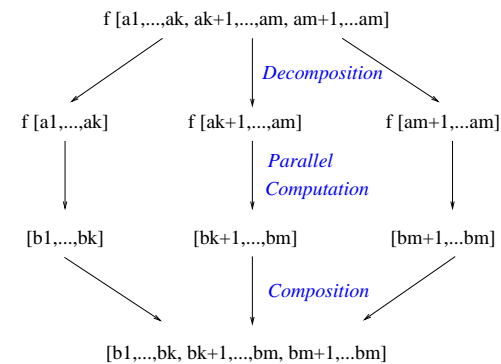 f [a1,...,ak, ak+1,...,am, am+1,...am]
Decomposition
f [a1,...,ak]
f [ak+1,...,am]
f [am+1,...am]
Parallel
Computation
[b1,...,bk]
[bk+1,...,bm]
[bm+1,...bm]
Composition
[b1,...,bk, bk+1,...,bm, bm+1,...bm]